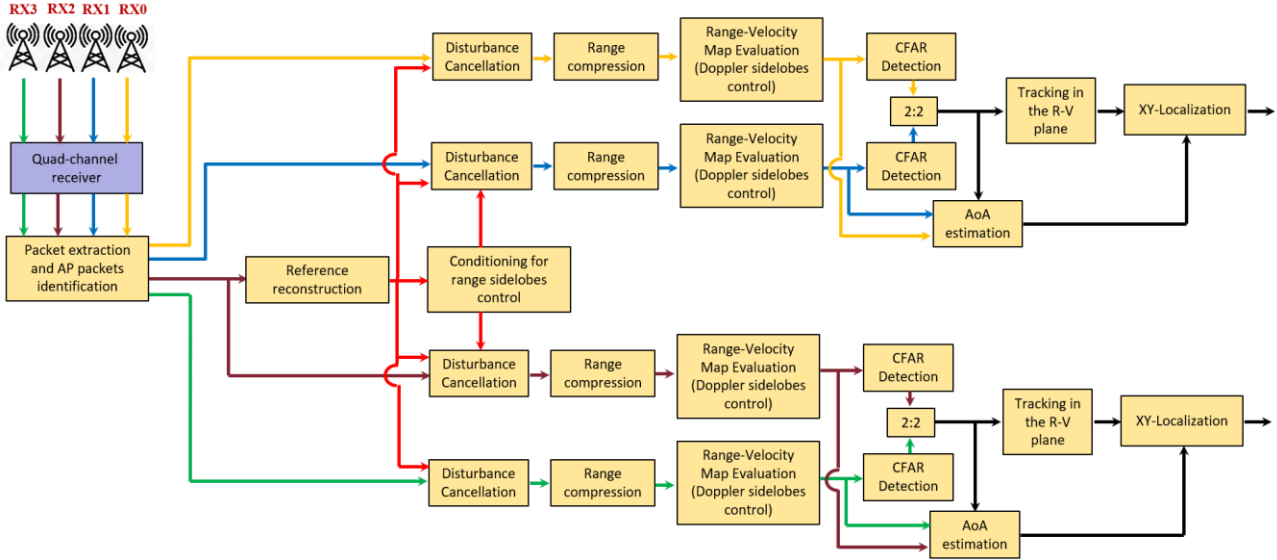 RX3 RX2 RX1 RX0
Quad-channel
receiver
Packet extraction
and AP packets
identification
Reference
reconstruction
Conditioning for
range sidelobes
control
Disturbance
Cancellation
Range
compression
Range-Velocity
Map Evaluation
(Doppler sidelobes
control)
CFAR
Detection
2:2
Tracking in
the R-V
plane
XY-Localization
Disturbance
Cancellation
Range
compression
Range-Velocity
Map Evaluation
(Doppler sidelobes
control)
CFAR
Detection
AoA
estimation
Disturbance
Cancellation
Range
compression
Range-Velocity
Map Evaluation
(Doppler sidelobes
control)
CFAR
Detection
2:2
Tracking in
the R-V
plane
XY-Localization
Disturbance
Cancellation
Range
compression
Range-Velocity
Map Evaluation
(Doppler sidelobes
control)
CFAR
Detection
AoA
estimation